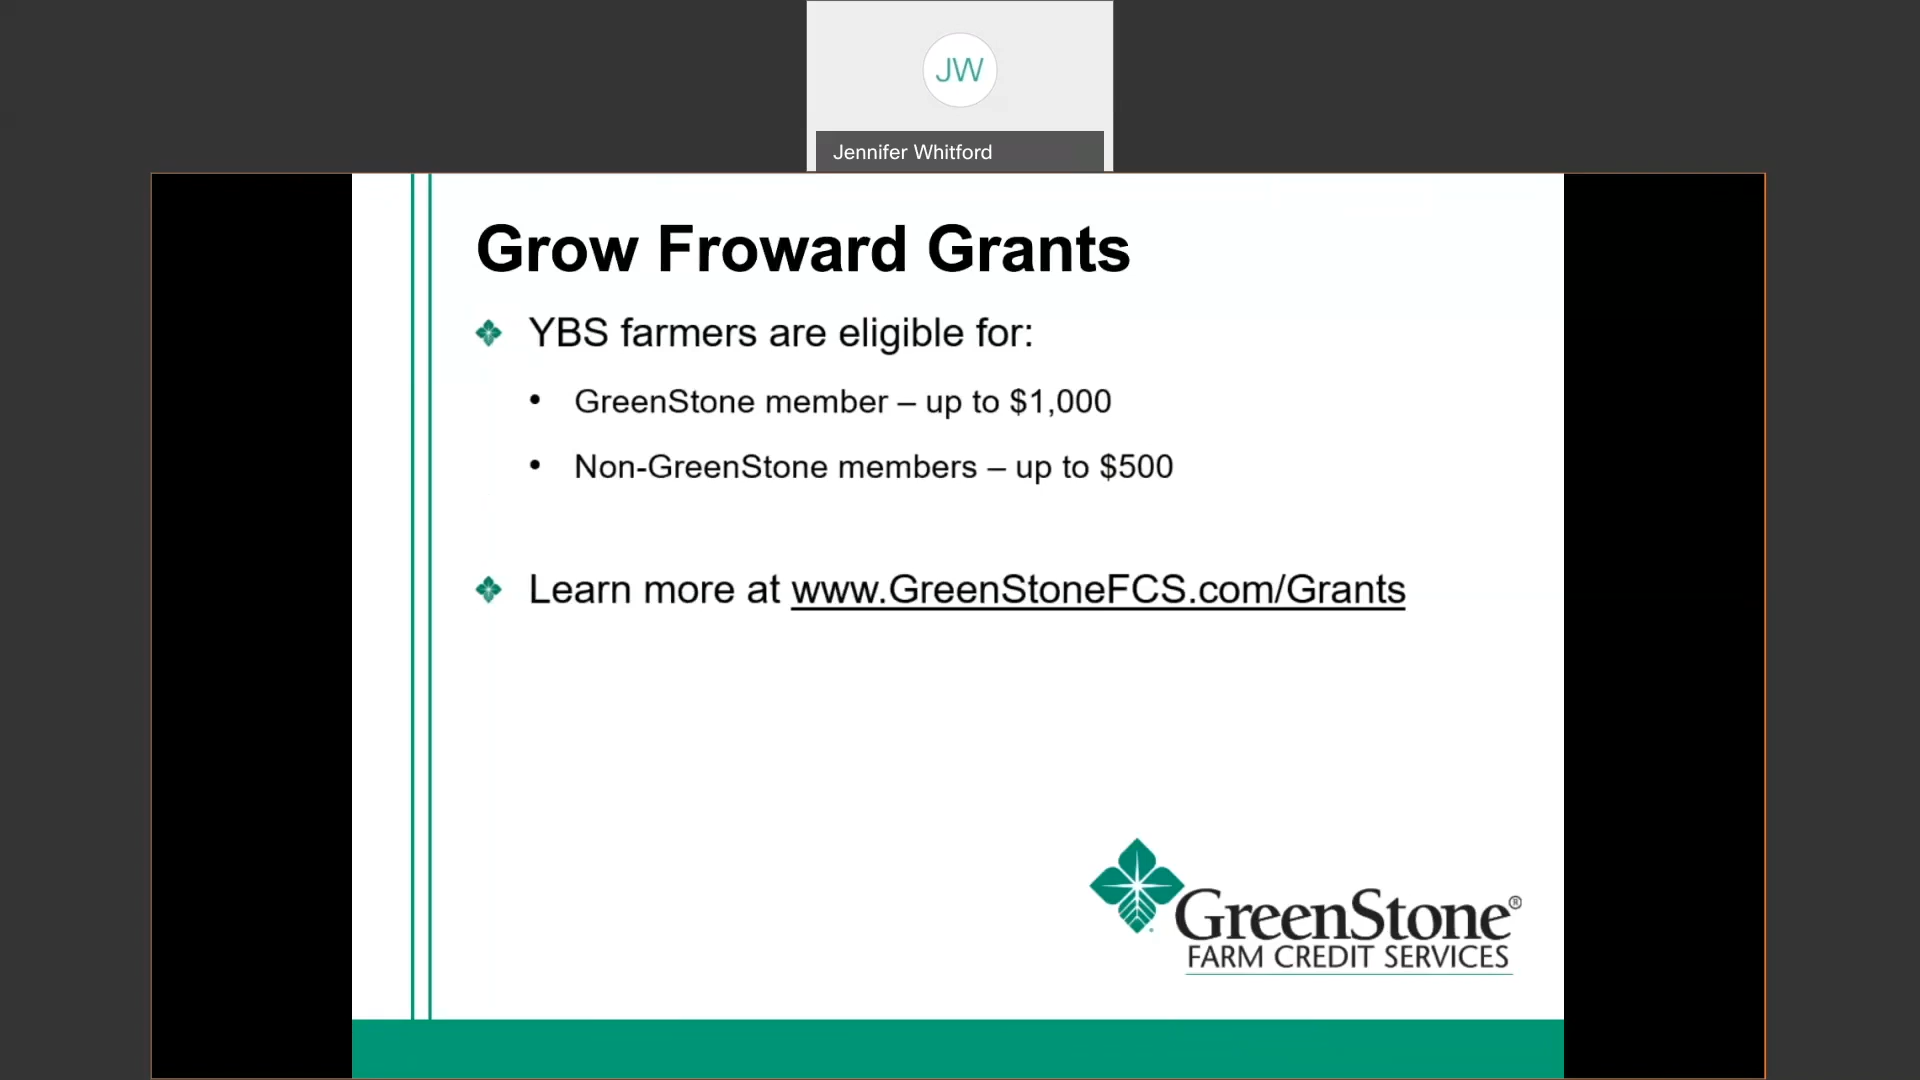 JW
Jennifer Whitford
Grow Froward Grants
YBS farmers are eligible for:
• GreenStone member – up to $1,000
• Non-GreenStone members – up to $500
Learn more at www.GreenStoneFCS.com/Grants
GreenStone®
FARM CREDIT SERVICES